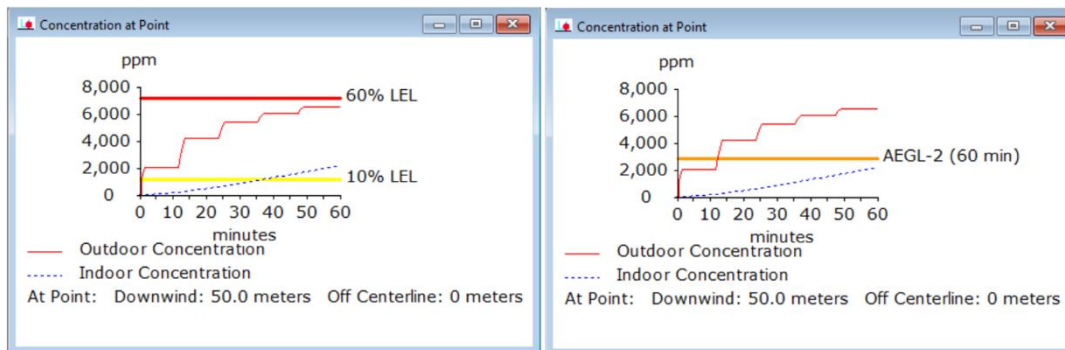 Concentration at Point
ppm
8,000
6,000
4,000
2,000
0
60% LEL
10% LEL
0 10 20 30 40 50 60
minutes
Outdoor Concentration
Indoor Concentration
At Point: Downwind: 50.0 meters Off Centerline: 0 meters
Concentration at Point
ppm
8,000
6,000
4,000
2,000
0
AEGL-2 (60 min)
0 10 20 30 40 50 60
minutes
Outdoor Concentration
Indoor Concentration
At Point: Downwind: 50.0 meters Off Centerline: 0 meters